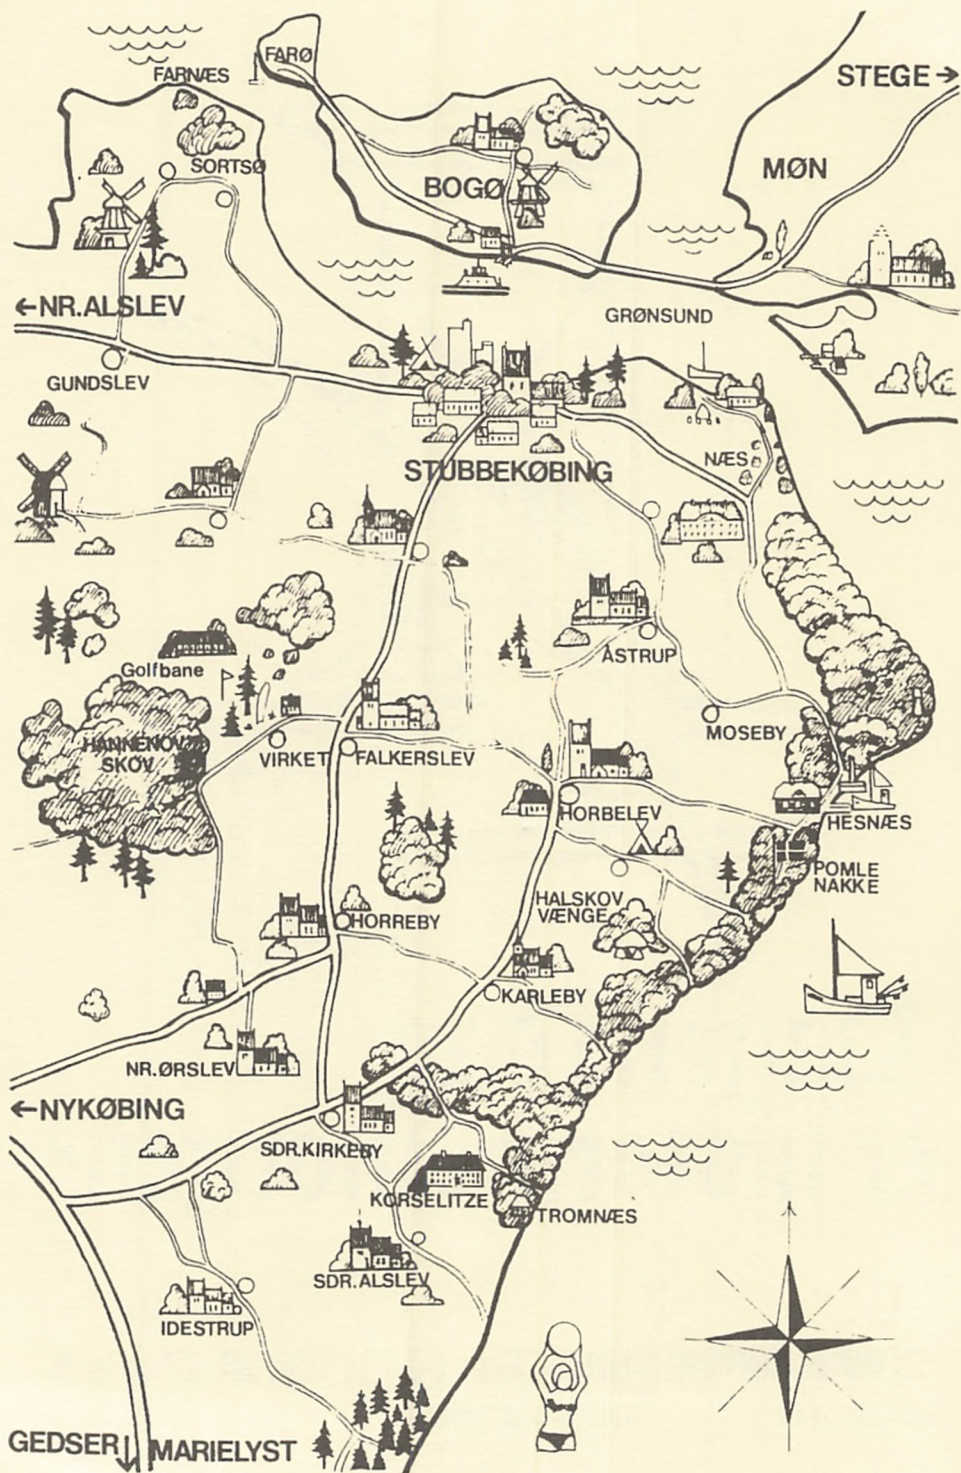 FARØ
FARNÆS
STEGE →
SORTSØ
MØN
BOGØ
← NR. ALSLEV
GRØNSUND
GUNDSLEV
STUBBEKØBING
NÆS
ÅSTRUP
Golfbane
MOSEBY
HANNENOV
SKOV
VIRKET
FALKERSLEV
HORBELEV
HESNÆS
POMLE
NAKKE
HALSKOV
VÆNGE
HORREBY
KARLEBY
NR. ØRSLEV
← NYKØBING
SDR. KIRKEBY
KORSELITZE
TROMNÆS
SDR. ALSLEV
IDESTRUP
GEDSER ↓ MARIELYST